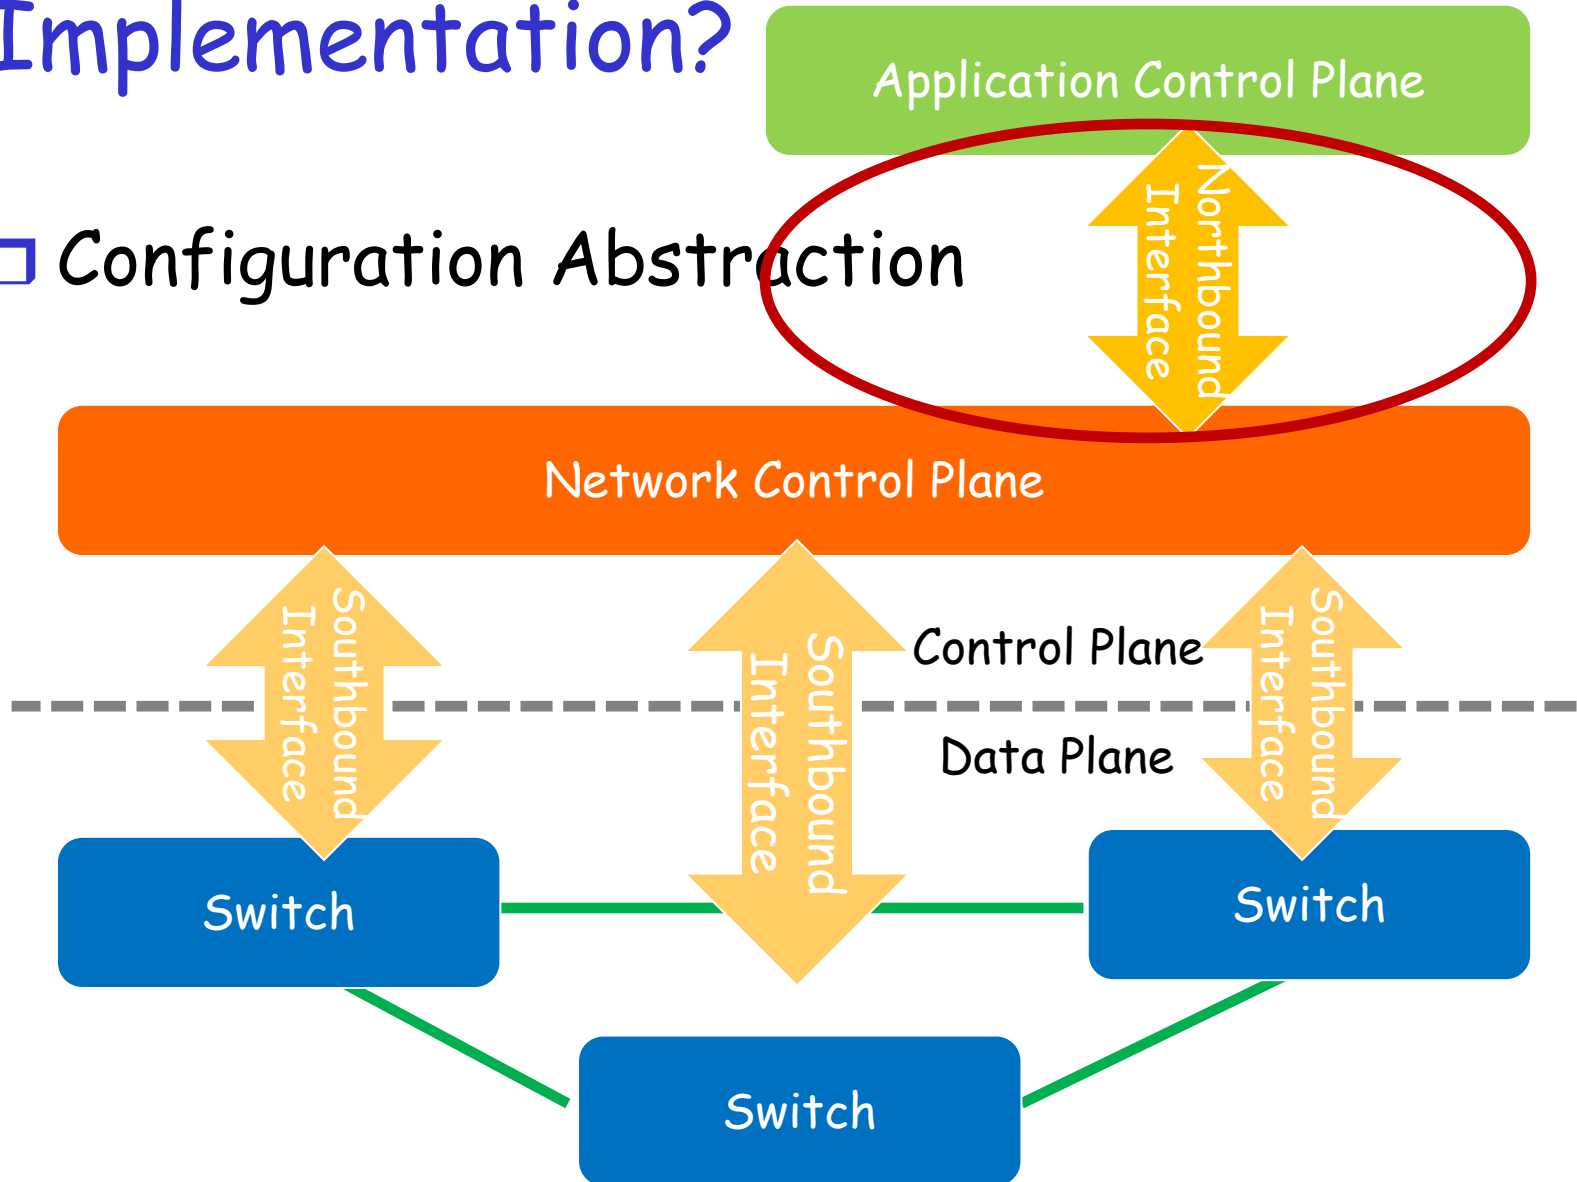 Implementation?
Application Control Plane
Northbound
Interface
Configuration Abstraction
Network Control Plane
Southbound
Interface
Southbound
Interface
Southbound
Interface
Control Plane
Data Plane
Switch
Switch
Switch